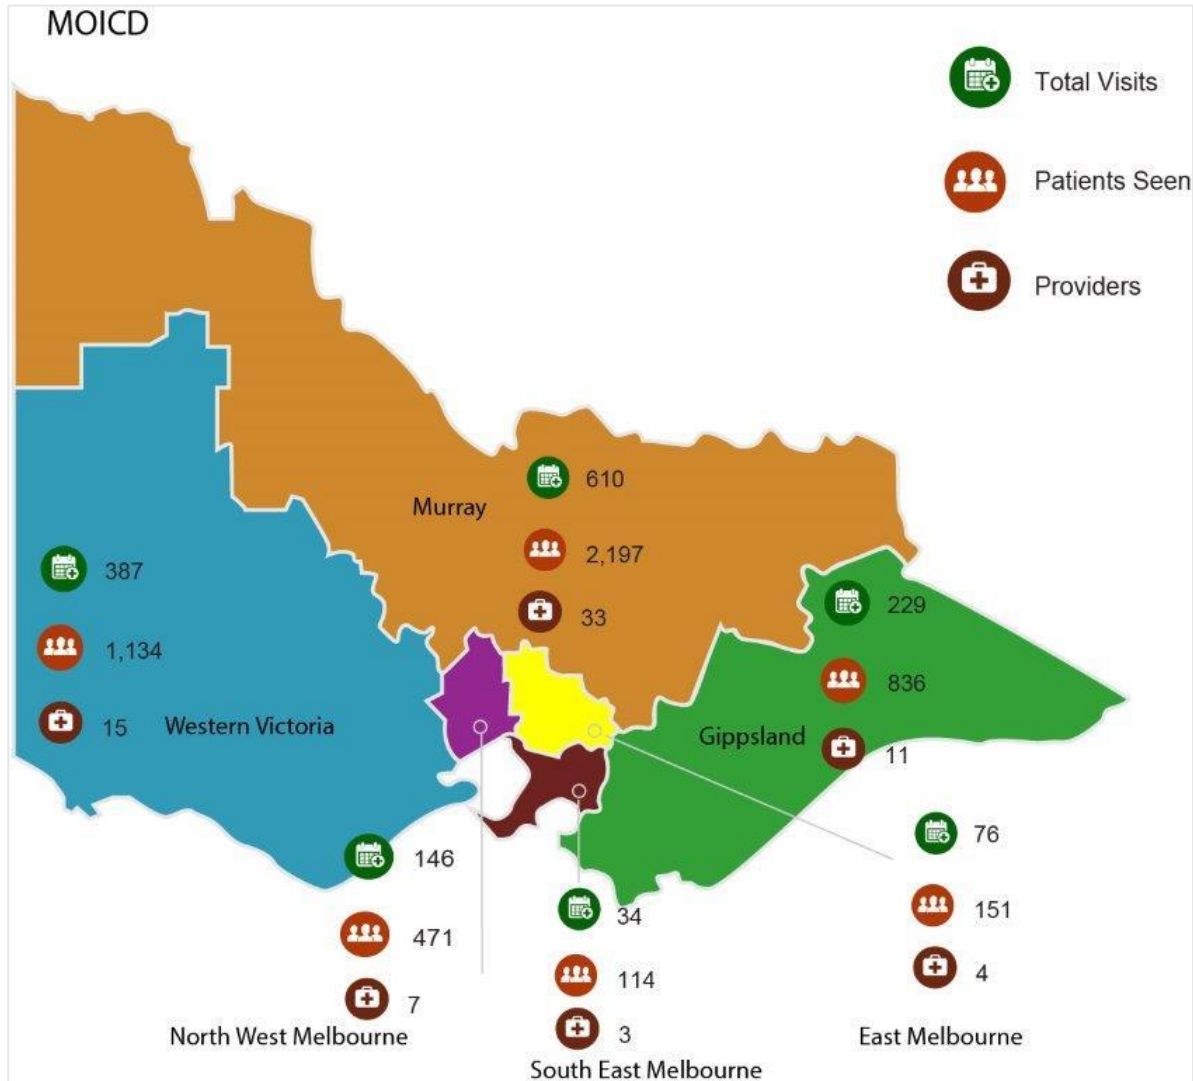 MOICD
Total Visits
Patients Seen
Providers
610
Murray
2,197
33
387
1,134
15
Western Victoria
229
836
Gippsland
11
146
471
7
North West Melbourne
34
114
3
South East Melbourne
76
151
4
East Melbourne